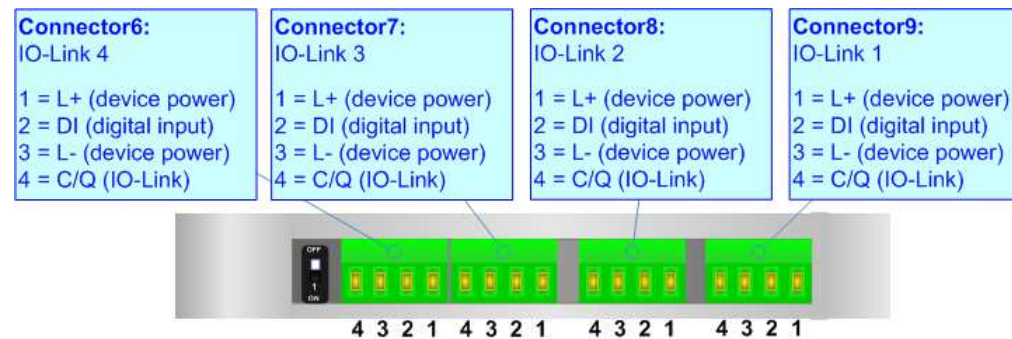 Connector6:
IO-Link 4
1 = L+ (device power)
2 = DI (digital input)
3 = L- (device power)
4 = C/Q (IO-Link)
Connector7:
IO-Link 3
1 = L+ (device power)
2 = DI (digital input)
3 = L- (device power)
4 = C/Q (IO-Link)
Connector8:
IO-Link 2
1 = L+ (device power)
2 = DI (digital input)
3 = L- (device power)
4 = C/Q (IO-Link)
Connector9:
IO-Link 1
1 = L+ (device power)
2 = DI (digital input)
3 = L- (device power)
4 = C/Q (IO-Link)
OFF
1
ON
4 3 2 1 4 3 2 1 4 3 2 1 4 3 2 1